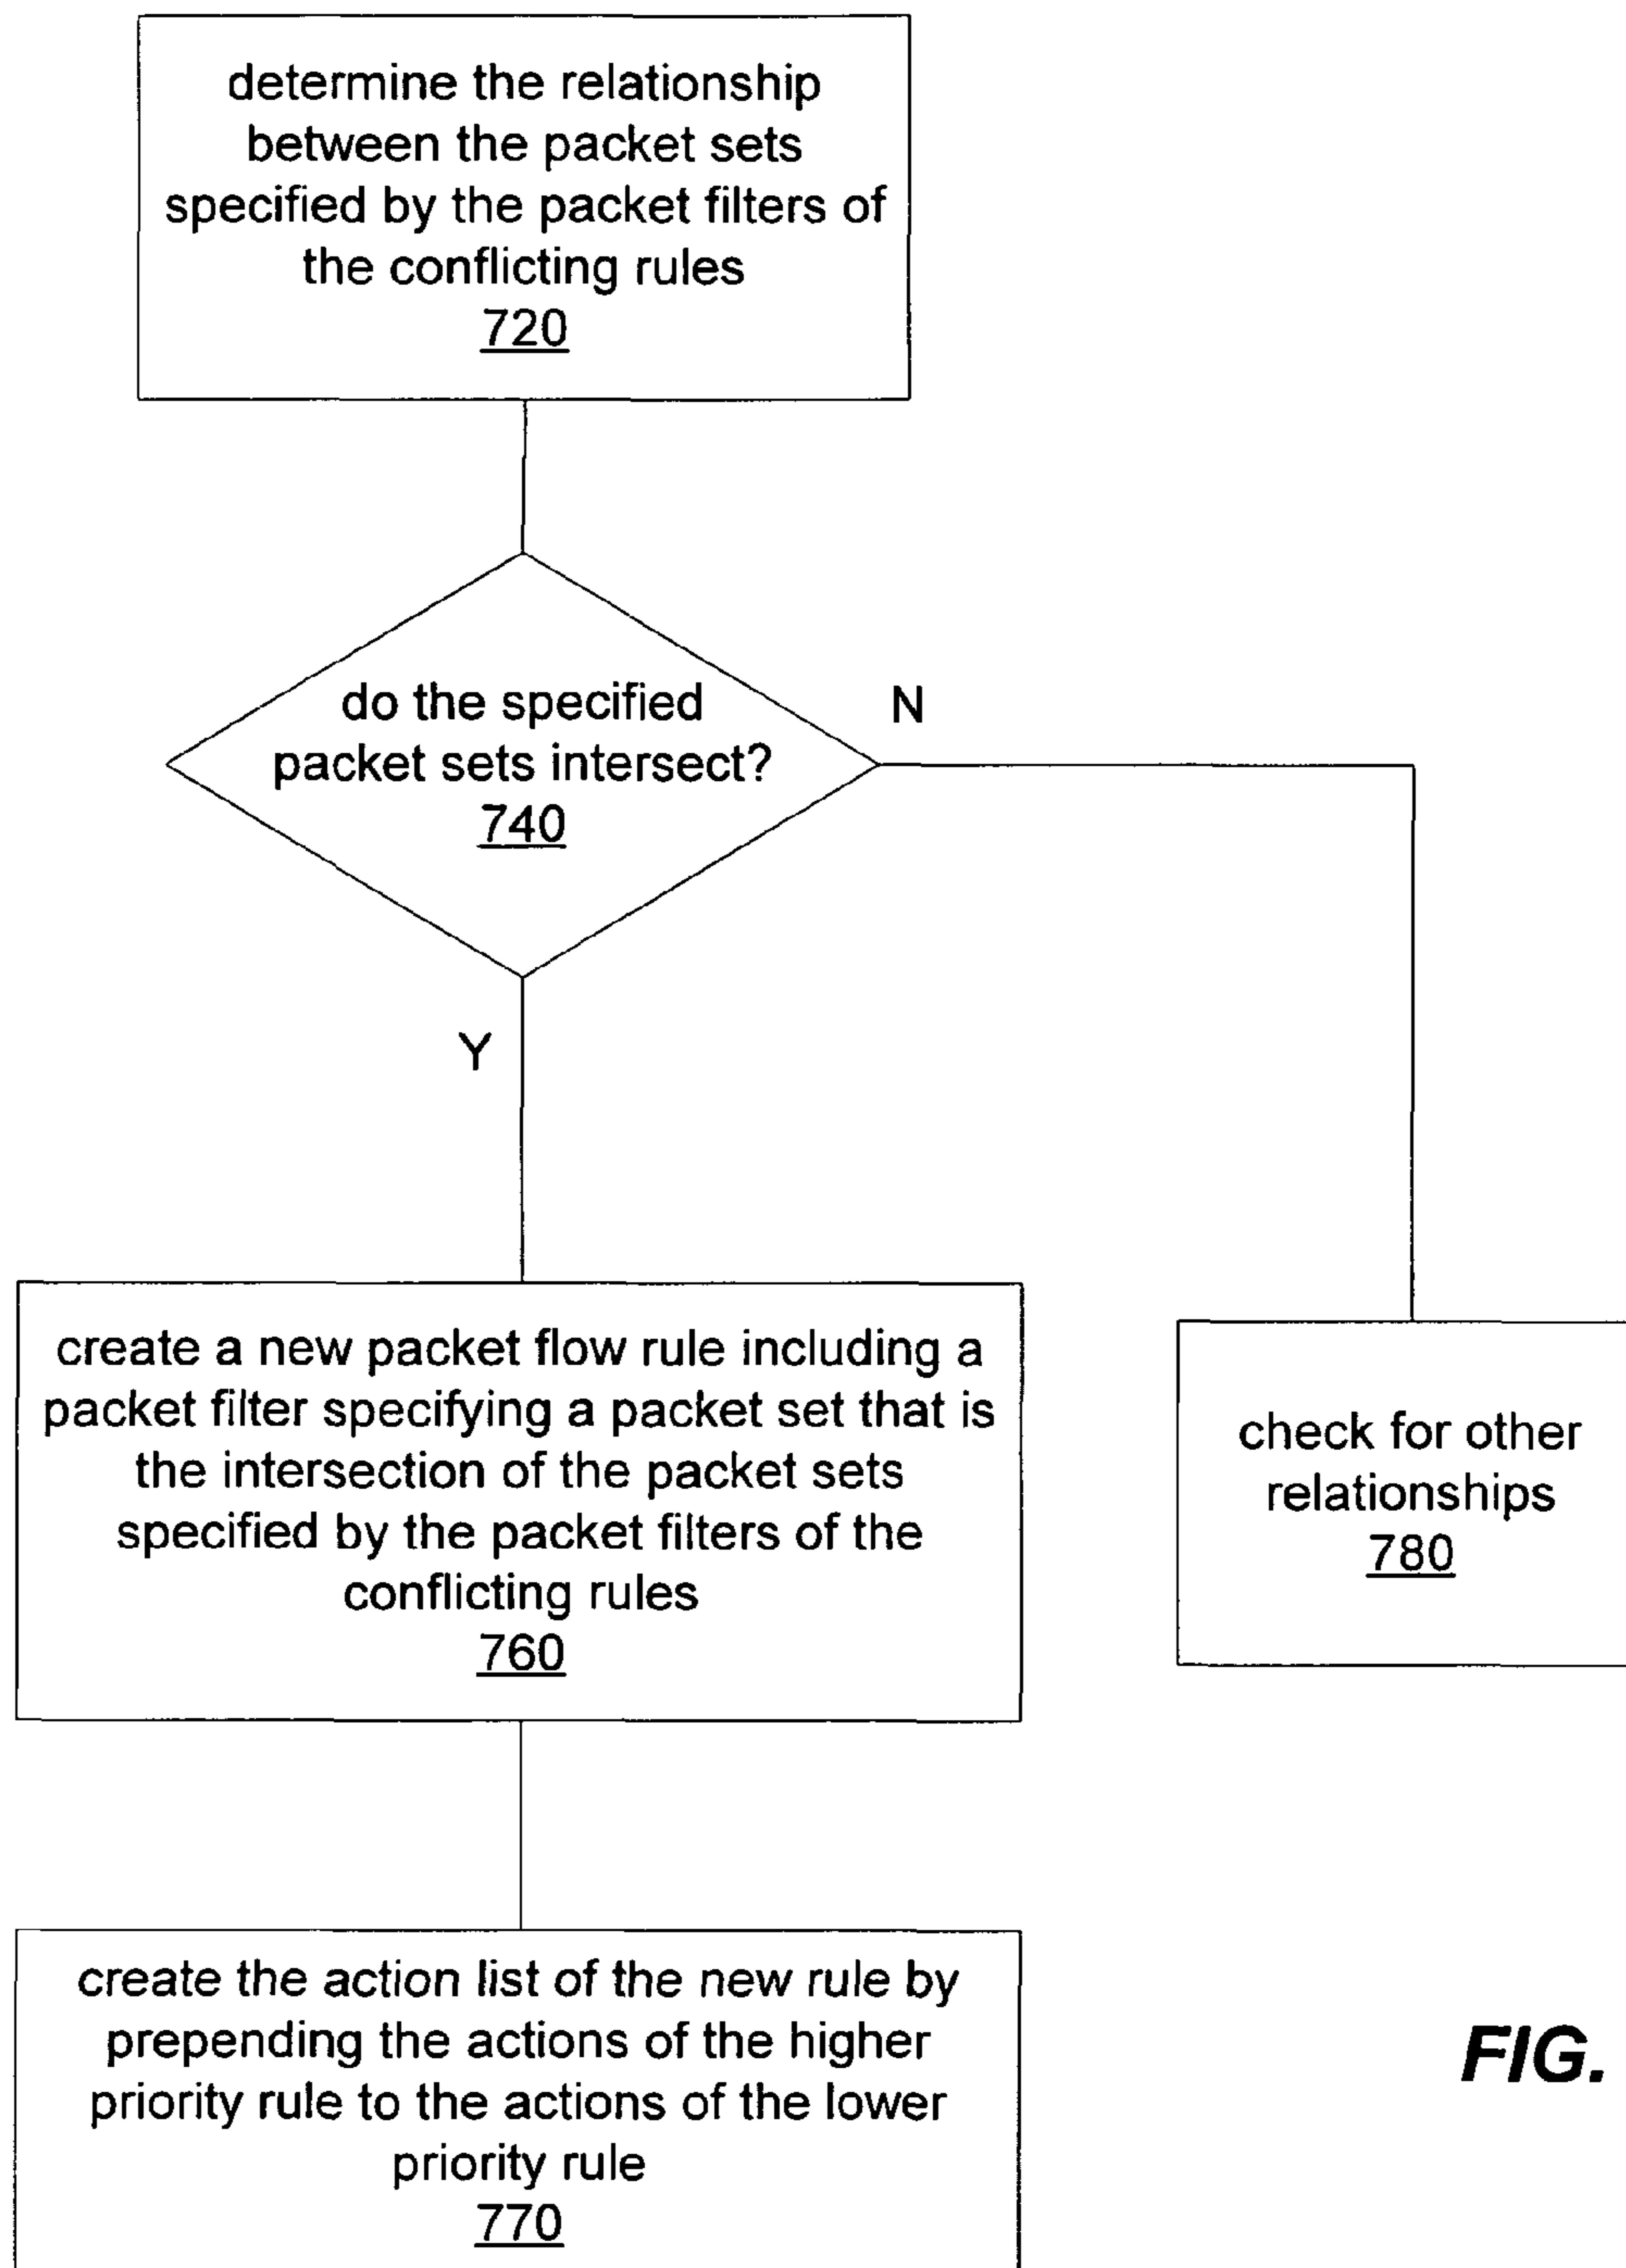 determine the relationship
between the packet sets
specified by the packet filters of
the conflicting rules
720
do the specified
packet sets intersect?
740
N
Y
create a new packet flow rule including a
packet filter specifying a packet set that is
the intersection of the packet sets
specified by the packet filters of the
conflicting rules
760
check for other
relationships
780
create the action list of the new rule by
prepending the actions of the higher
priority rule to the actions of the lower
priority rule
770
FIG.